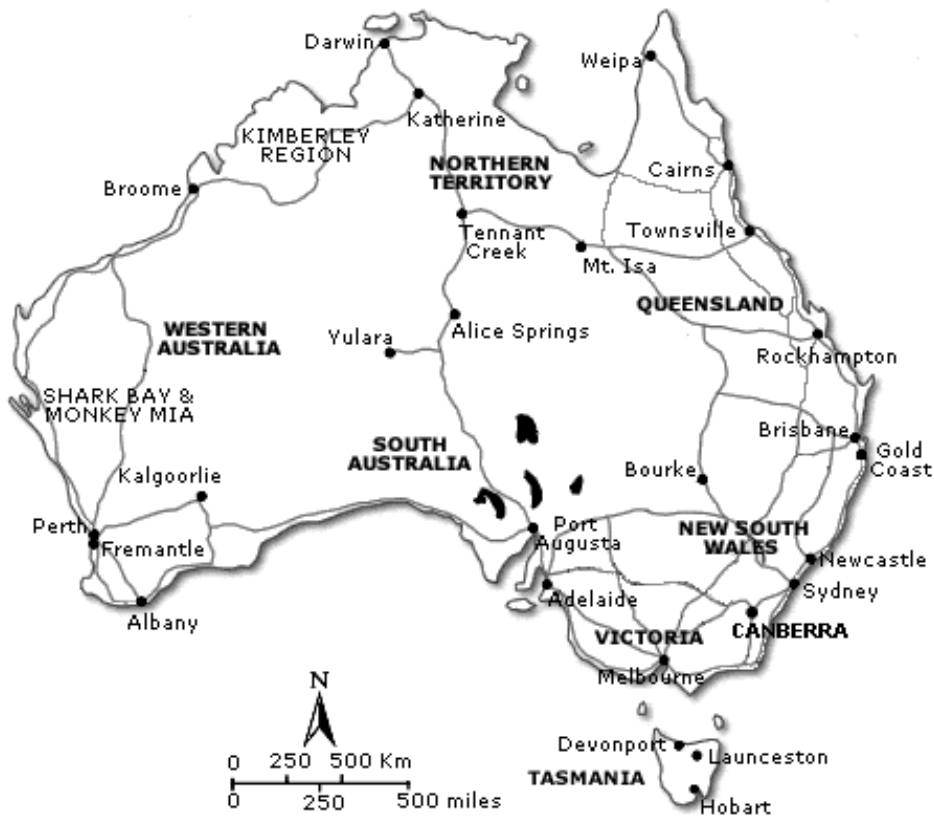 Darwin
Weipa
Katherine
KIMBERLEY
REGION
NORTHERN
TERRITORY
Cairns
Broome
Tennant
Creek
Townsville
Mt. Isa
QUEENSLAND
WESTERN
AUSTRALIA
Yulara
Alice Springs
Rockhampton
SHARK BAY &
MONKEY MIA
SOUTH
AUSTRALIA
Brisbane
Gold
Coast
Kalgoorlie
Bourke
Perth
Fremantle
Port
Augusta
NEW SOUTH
WALES
Newcastle
Sydney
Albany
Adelaide
CANBERRA
VICTORIA
Melbourne
N
0 250 500 Km
0 250 500 miles
Devonport
Launceston
TASMANIA
Hobart